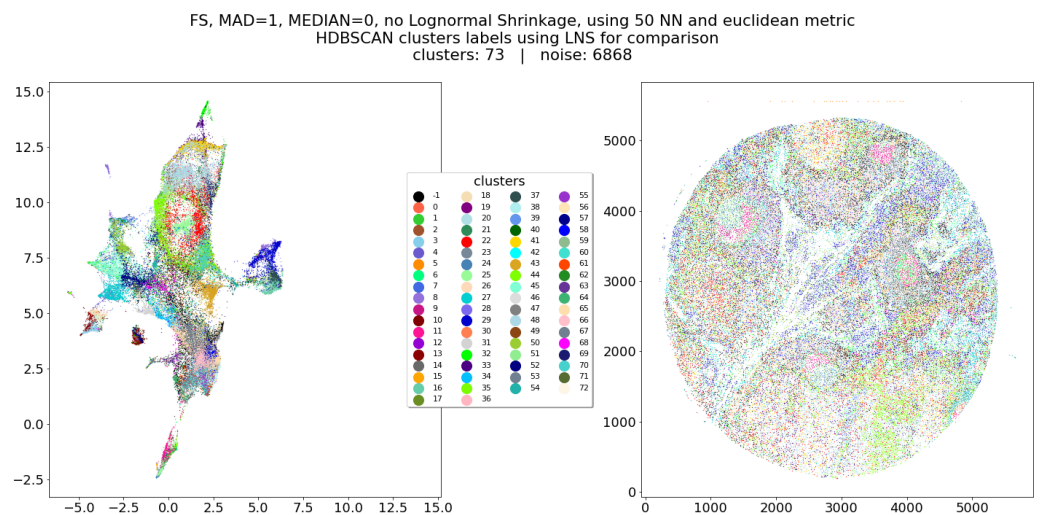 FS, MAD=1, MEDIAN=0, no Lognormal Shrinkage, using 50 NN and euclidean metric
HDBSCAN clusters labels using LNS for comparison
clusters: 73 | noise: 6868
15.0
12.5
10.0
7.5
5.0
2.5
0.0
−2.5
−5.0 −2.5 0.0 2.5 5.0 7.5 10.0 12.5 15.0
clusters
-1 18 37 55
0 19 38 56
1 20 39 57
2 21 40 58
3 22 41 59
4 23 42 60
5 24 43 61
6 25 44 62
7 26 45 63
8 27 46 64
9 28 47 65
10 29 48 66
11 30 49 67
12 31 50 68
13 32 51 69
14 33 52 70
15 34 53 71
16 35 54 72
17 36
5000
4000
3000
2000
1000
0
0 1000 2000 3000 4000 5000